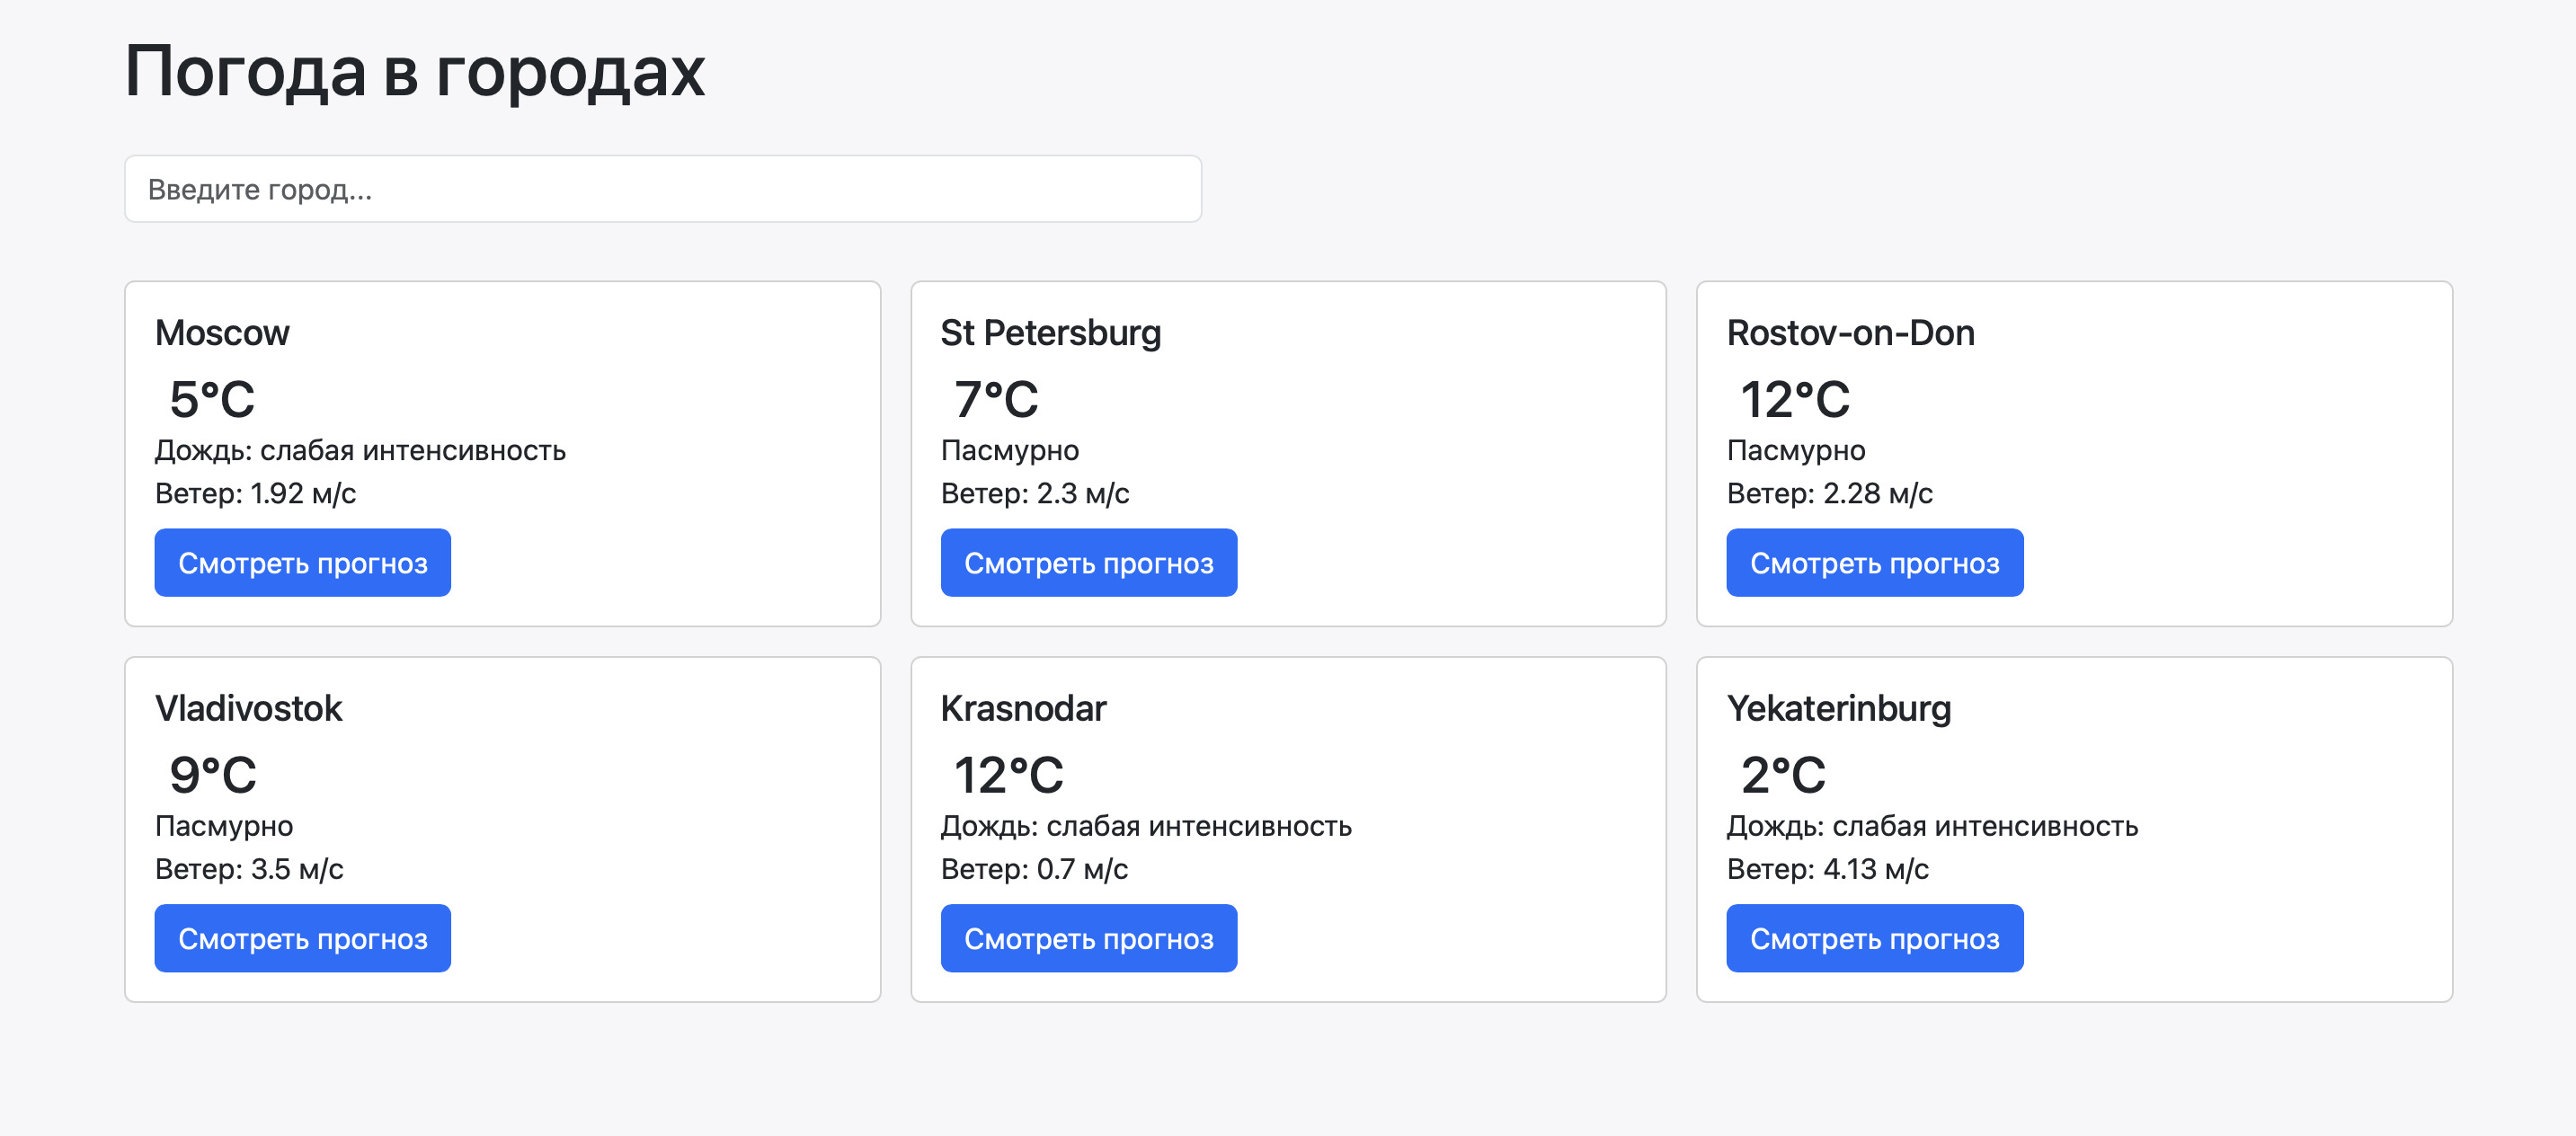 Погода в городах
Введите город...
Moscow
5°C
Дождь: слабая интенсивность
Ветер: 1.92 м/с
Смотреть прогноз
St Petersburg
7°C
Пасмурно
Ветер: 2.3 м/с
Смотреть прогноз
Rostov-on-Don
12°C
Пасмурно
Ветер: 2.28 м/с
Смотреть прогноз
Vladivostok
9°C
Пасмурно
Ветер: 3.5 м/с
Смотреть прогноз
Krasnodar
12°C
Дождь: слабая интенсивность
Ветер: 0.7 м/с
Смотреть прогноз
Yekaterinburg
2°C
Дождь: слабая интенсивность
Ветер: 4.13 м/с
Смотреть прогноз